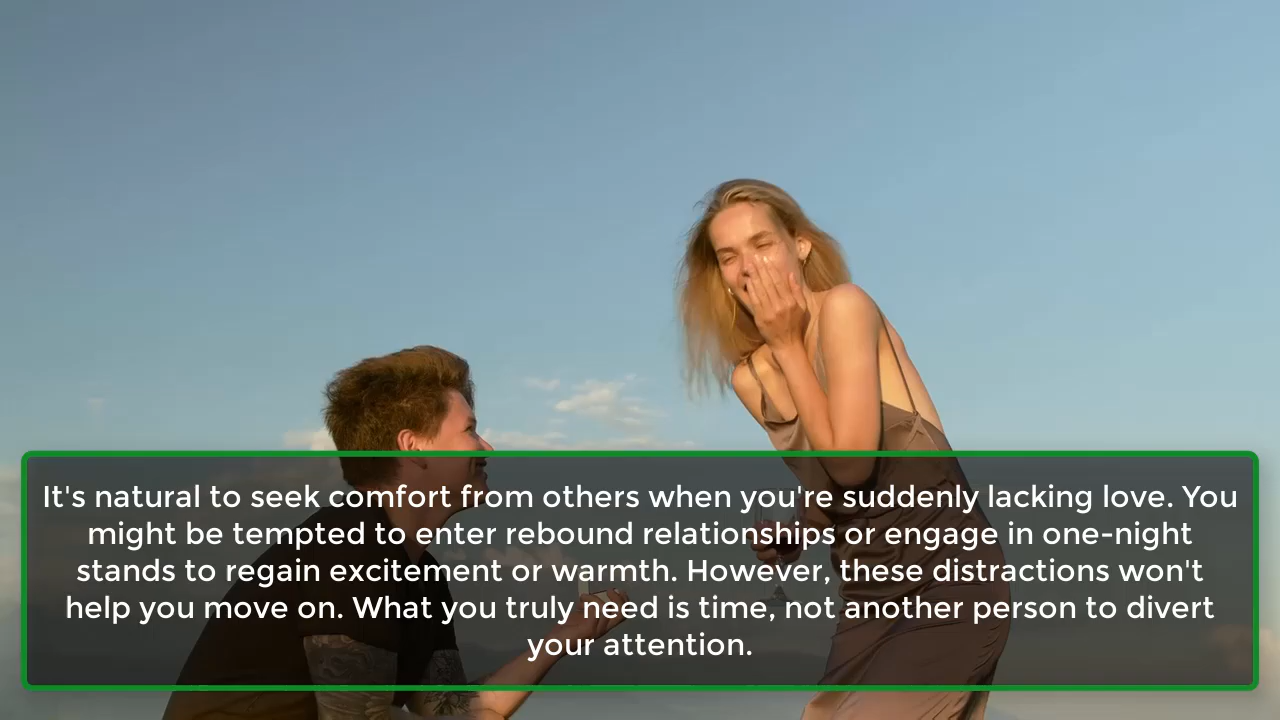 It's natural to seek comfort from others when you're suddenly lacking love. You
might be tempted to enter rebound relationships or engage in one-night
stands to regain excitement or warmth. However, these distractions won't
help you move on. What you truly need is time, not another person to divert
your attention.